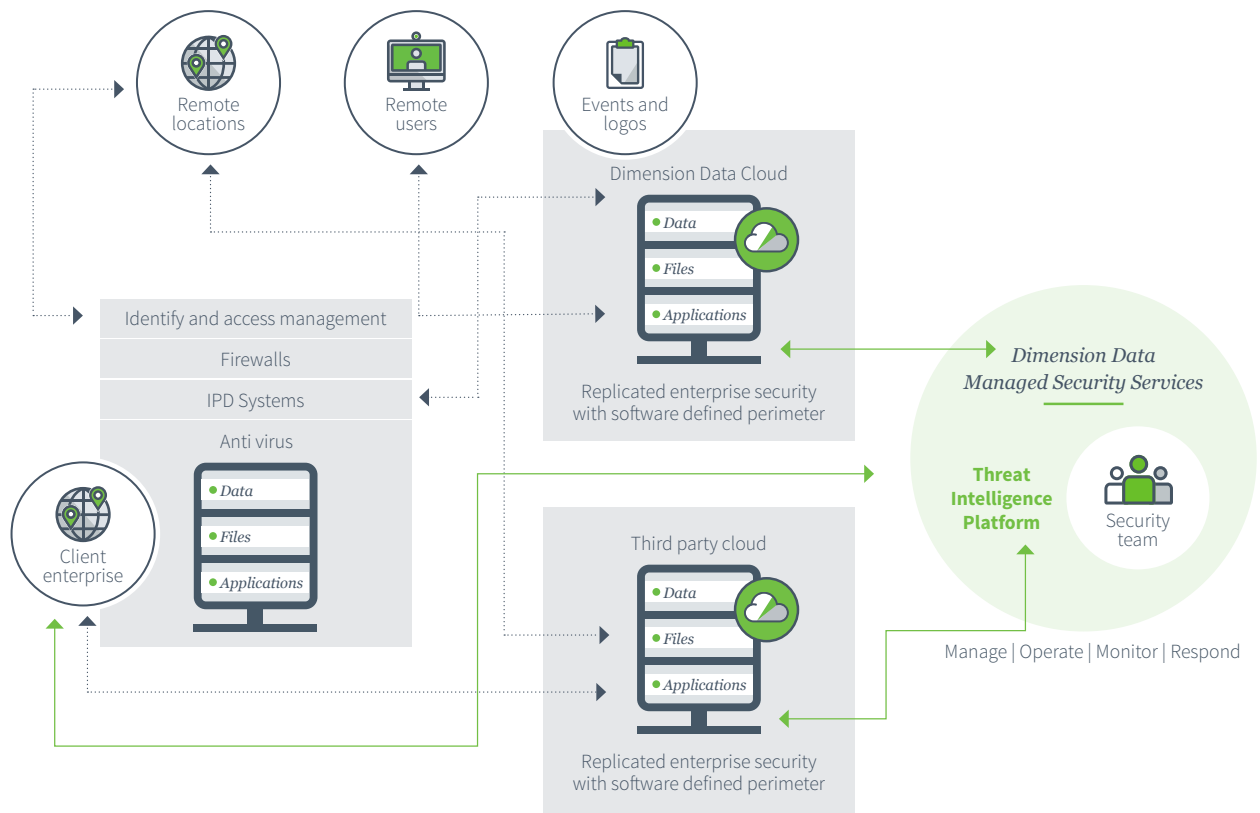 Remote
locations
Remote
users
Events and
logos
Dimension Data Cloud
Data
Files
Applications
Replicated enterprise security
with software defined perimeter
Identify and access management
Firewalls
IPD Systems
Anti virus
Data
Files
Applications
Client
enterprise
Third party cloud
Data
Files
Applications
Replicated enterprise security
with software defined perimeter
Dimension Data
Managed Security Services
Threat
Intelligence
Platform
Security
team
Manage | Operate | Monitor | Respond